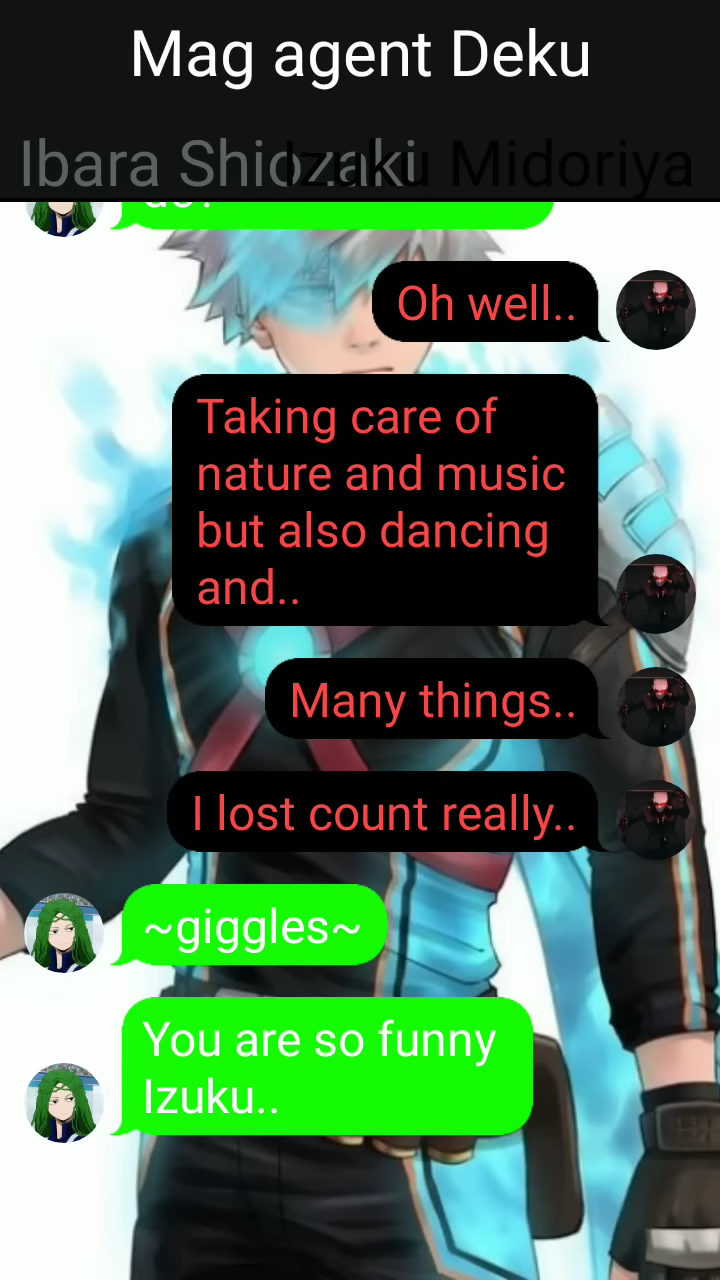 Mag agent Deku
Ibara Shiozaki Izuku Midoriya
Oh well..
Taking care of
nature and music
but also dancing
and..
Many things..
I lost count really..
~giggles~
You are so funny
Izuku..